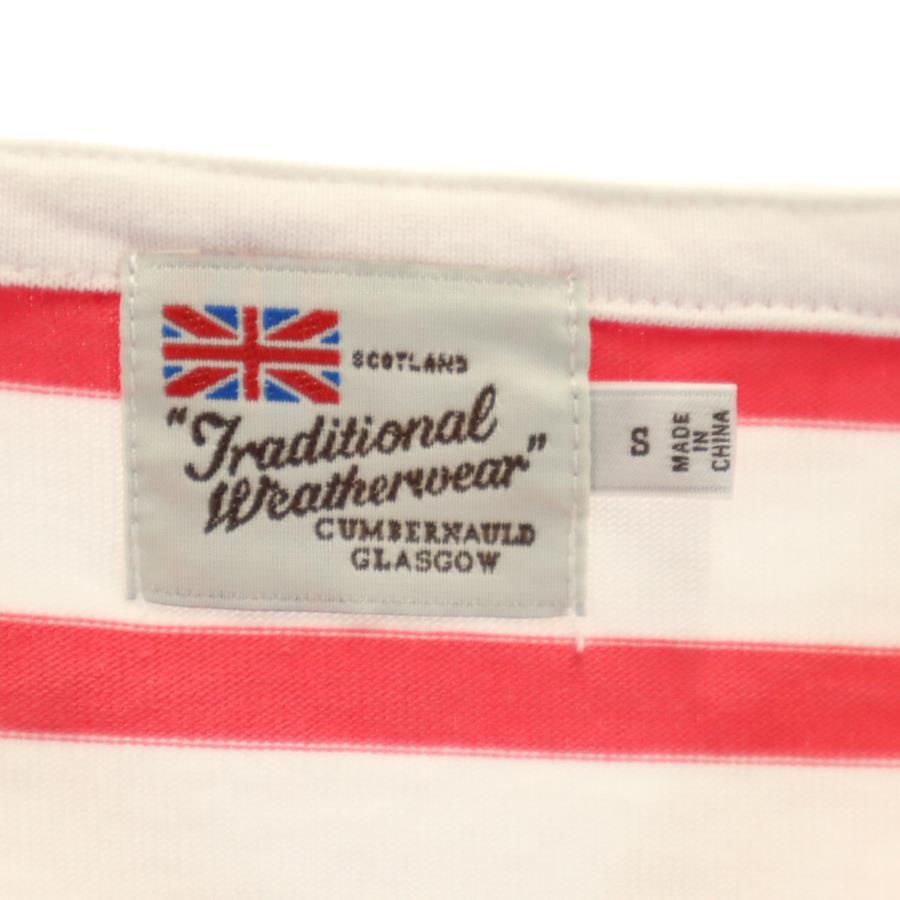 SCOTLAND
"Traditional
Weatherwear"
CUMBERNAULD
GLASGOW
S
MADE
IN
CHINA